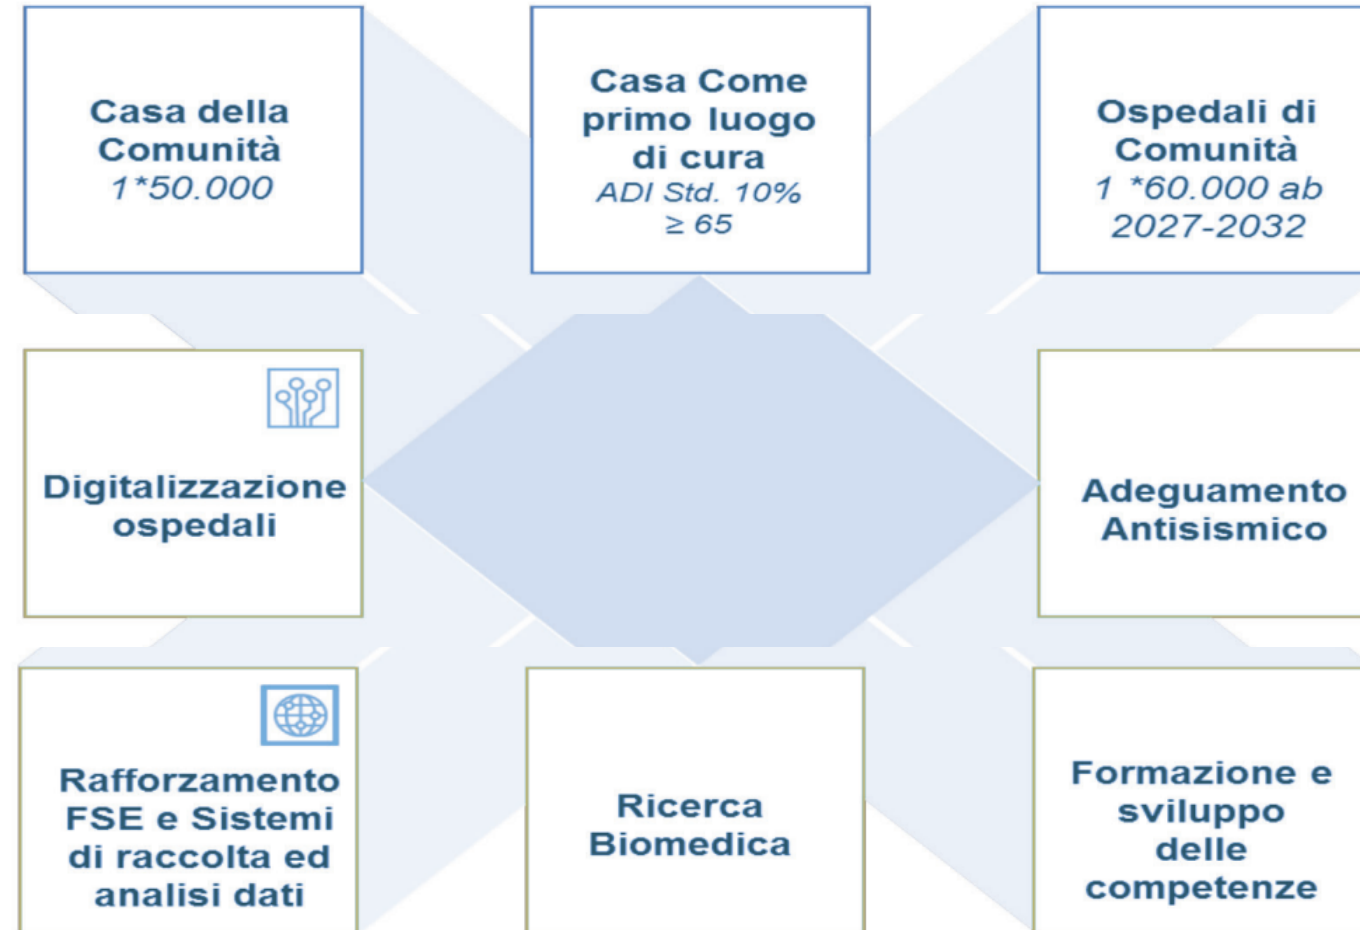 Casa della
Comunità
1*50.000
Casa Come
primo luogo
di cura
ADI Std. 10%
≥ 65
Ospedali di
Comunità
1 *60.000 ab
2027-2032
Digitalizzazione
ospedali
Adeguamento
Antisismico
Rafforzamento
FSE e Sistemi
di raccolta ed
analisi dati
Ricerca
Biomedica
Formazione e
sviluppo
delle
competenze